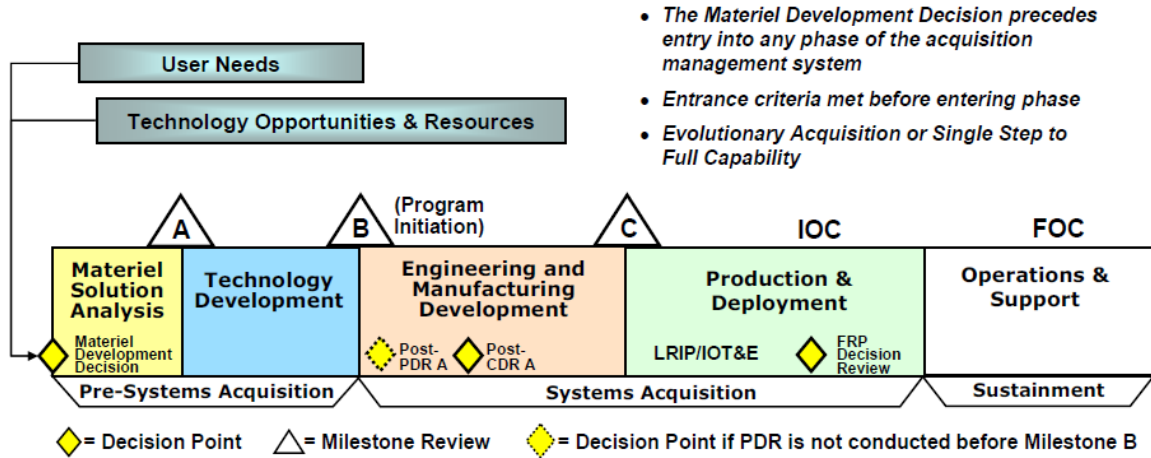 • The Materiel Development Decision precedes
entry into any phase of the acquisition
management system
• Entrance criteria met before entering phase
• Evolutionary Acquisition or Single Step to
Full Capability
User Needs
Technology Opportunities & Resources
A
B
(Program
Initiation)
C
IOC
FOC
Materiel
Solution
Analysis
Materiel
Development
Decision
Technology
Development
Engineering and
Manufacturing
Development
Post-
PDR A
Post-
CDR A
Production &
Deployment
LRIP/IOT&E
FRP
Decision
Review
Operations &
Support
Pre-Systems Acquisition
Systems Acquisition
Sustainment
= Decision Point
= Milestone Review
= Decision Point if PDR is not conducted before Milestone B